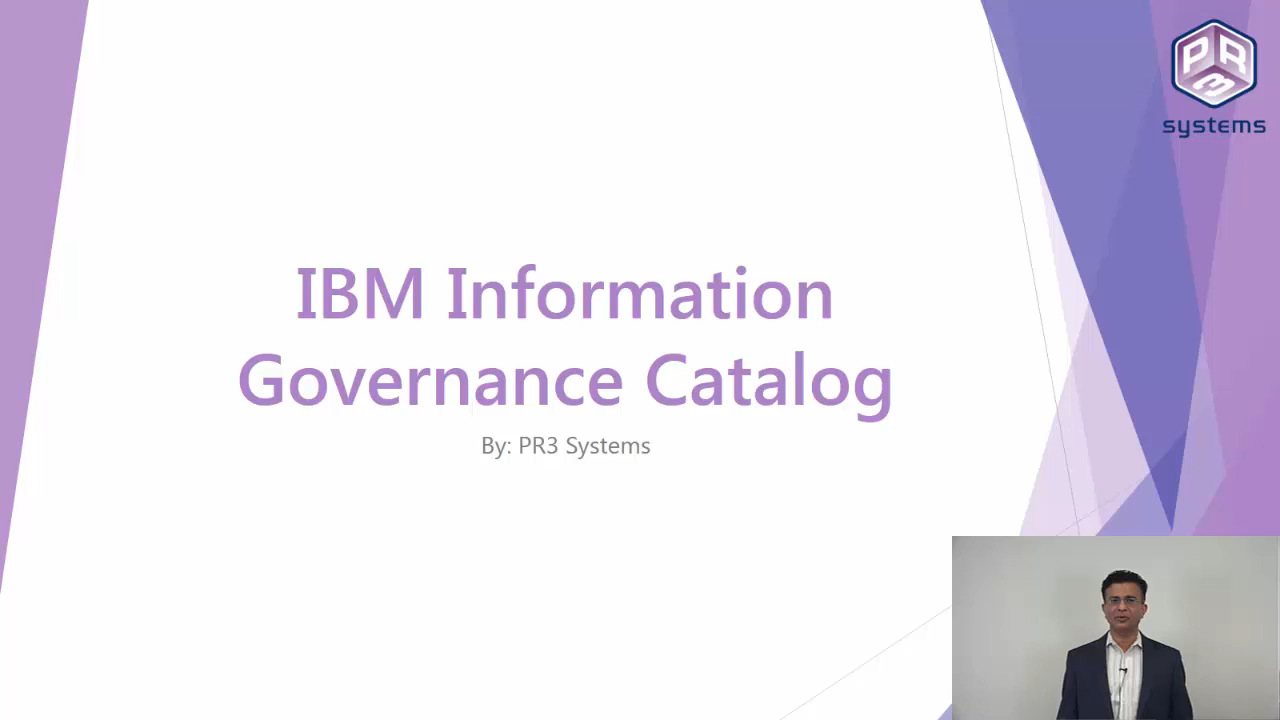 PR3
systems
IBM Information
Governance Catalog
By: PR3 Systems